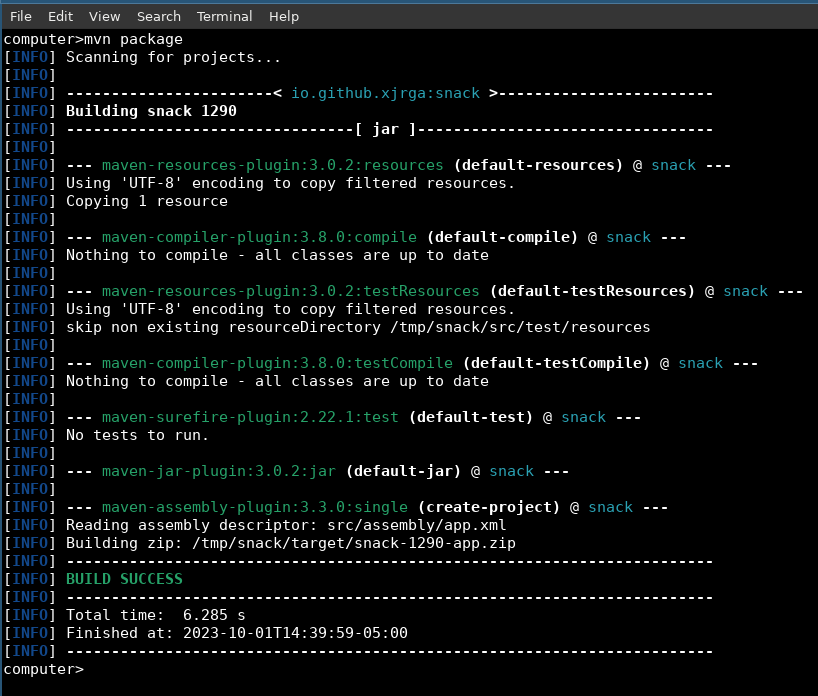 File Edit View Search Terminal Help
computer>mvn package
[INFO] Scanning for projects...
[INFO]
[INFO] -----------------------< io.github.xjrga:snack >------------------------
[INFO] Building snack 1290
[INFO] --------------------------------[ jar ]---------------------------------
[INFO]
[INFO] --- maven-resources-plugin:3.0.2:resources (default-resources) @ snack ---
[INFO] Using 'UTF-8' encoding to copy filtered resources.
[INFO] Copying 1 resource
[INFO]
[INFO] --- maven-compiler-plugin:3.8.0:compile (default-compile) @ snack ---
[INFO] Nothing to compile - all classes are up to date
[INFO]
[INFO] --- maven-resources-plugin:3.0.2:testResources (default-testResources) @ snack ---
[INFO] Using 'UTF-8' encoding to copy filtered resources.
[INFO] skip non existing resourceDirectory /tmp/snack/src/test/resources
[INFO]
[INFO] --- maven-compiler-plugin:3.8.0:testCompile (default-testCompile) @ snack ---
[INFO] Nothing to compile - all classes are up to date
[INFO]
[INFO] --- maven-surefire-plugin:2.22.1:test (default-test) @ snack ---
[INFO] No tests to run.
[INFO]
[INFO] --- maven-jar-plugin:3.0.2:jar (default-jar) @ snack ---
[INFO]
[INFO] --- maven-assembly-plugin:3.3.0:single (create-project) @ snack ---
[INFO] Reading assembly descriptor: src/assembly/app.xml
[INFO] Building zip: /tmp/snack/target/snack-1290-app.zip
[INFO] ------------------------------------------------------------------------
[INFO] BUILD SUCCESS
[INFO] ------------------------------------------------------------------------
[INFO] Total time:  6.285 s
[INFO] Finished at: 2023-10-01T14:39:59-05:00
[INFO] ------------------------------------------------------------------------
computer>